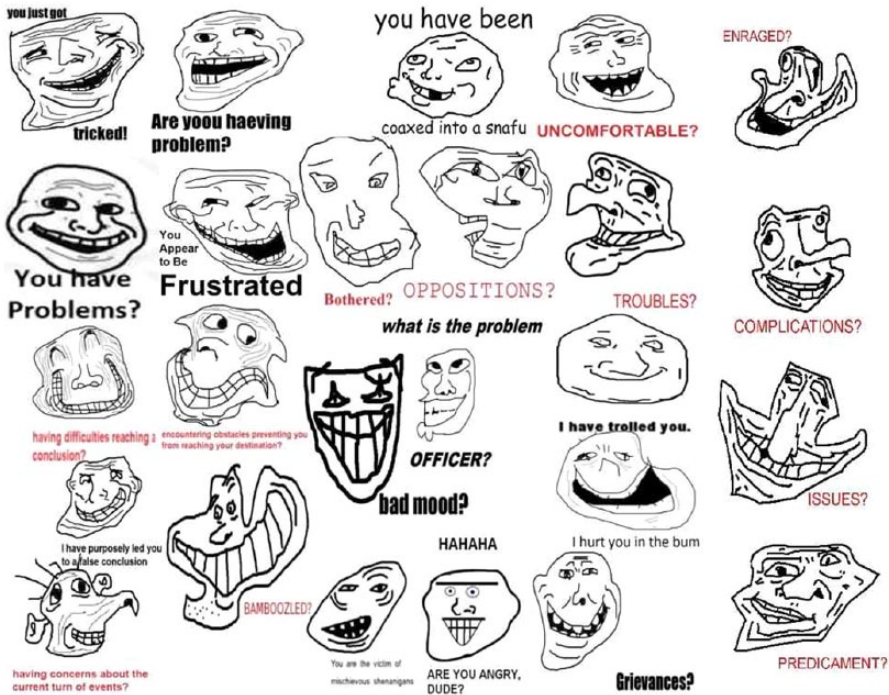 you just got
tricked!
Are yoou haeving
problem?
you have been
coaxed into a snafu
UNCOMFORTABLE?
ENRAGED?
You have
Problems?
You
Appear
to Be
Frustrated
Bothered?
OPPOSITIONS?
TROUBLES?
COMPLICATIONS?
having difficulties reaching a
conclusion?
encountering obstacles preventing you
from reaching your destination?
what is the problem
OFFICER?
bad mood?
I have trolled you.
ISSUES?
I have purposely led you
to a false conclusion
BAMBOOZLED?
HAHAHA
I hurt you in the bum
having concerns about the
current turn of events?
You are the victim of
mischievous shenanigans
ARE YOU ANGRY,
DUDE?
Grievances?
PREDICAMENT?